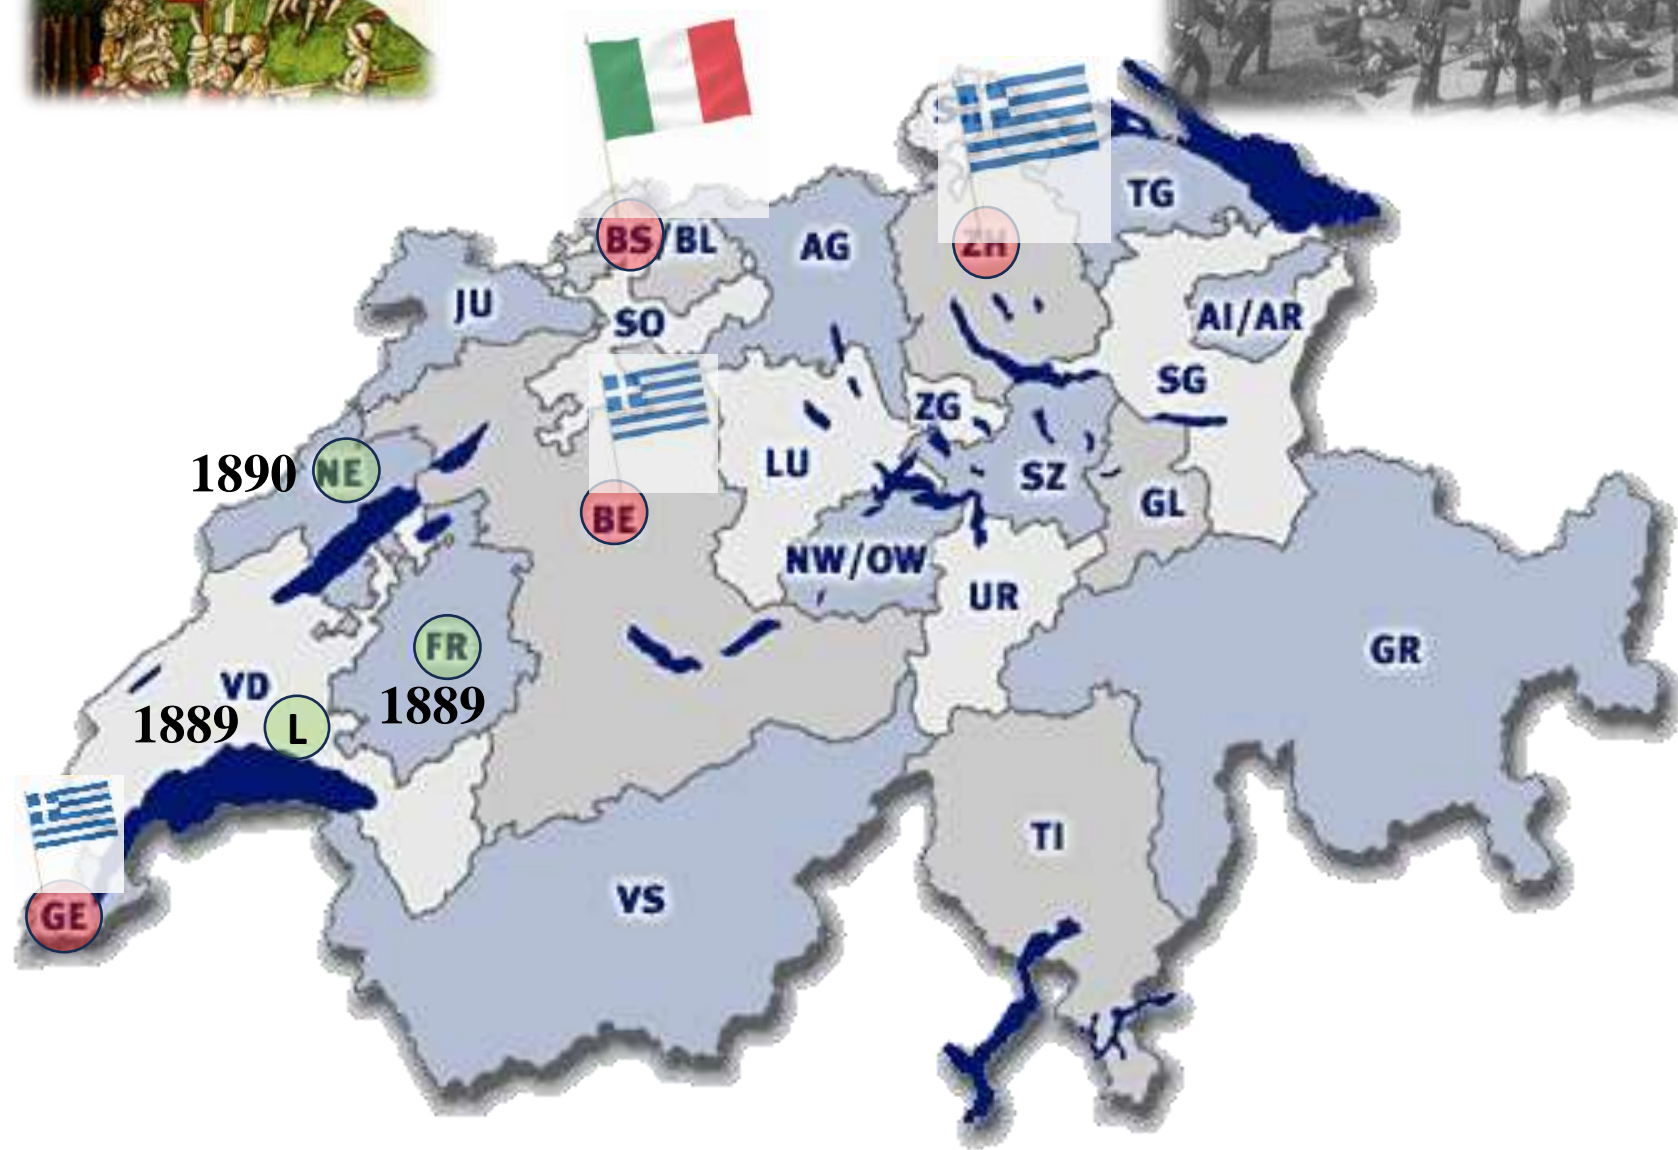 TG
BS/BL
AG
ZH
JU
SO
AI/AR
SG
ZG
1890 NE
LU
SZ
BE
GL
NW/OW
UR
FR
GR
VD
1889
1889 L
TI
VS
GE